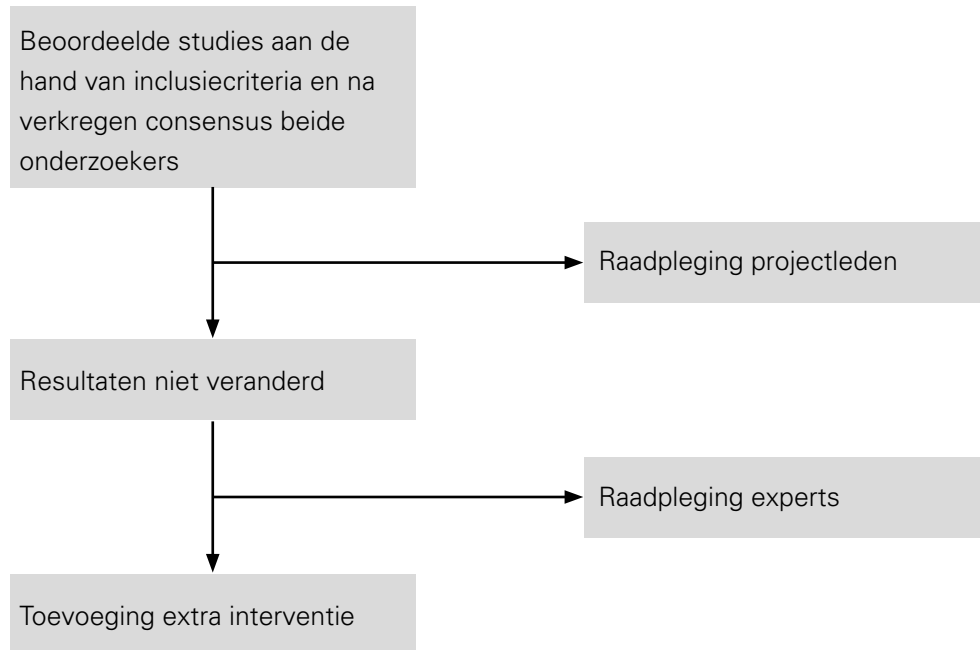 Beoordeelde studies aan de
hand van inclusiecriteria en na
verkregen consensus beide
onderzoekers
Raadpleging projectleden
Resultaten niet veranderd
Raadpleging experts
Toevoeging extra interventie